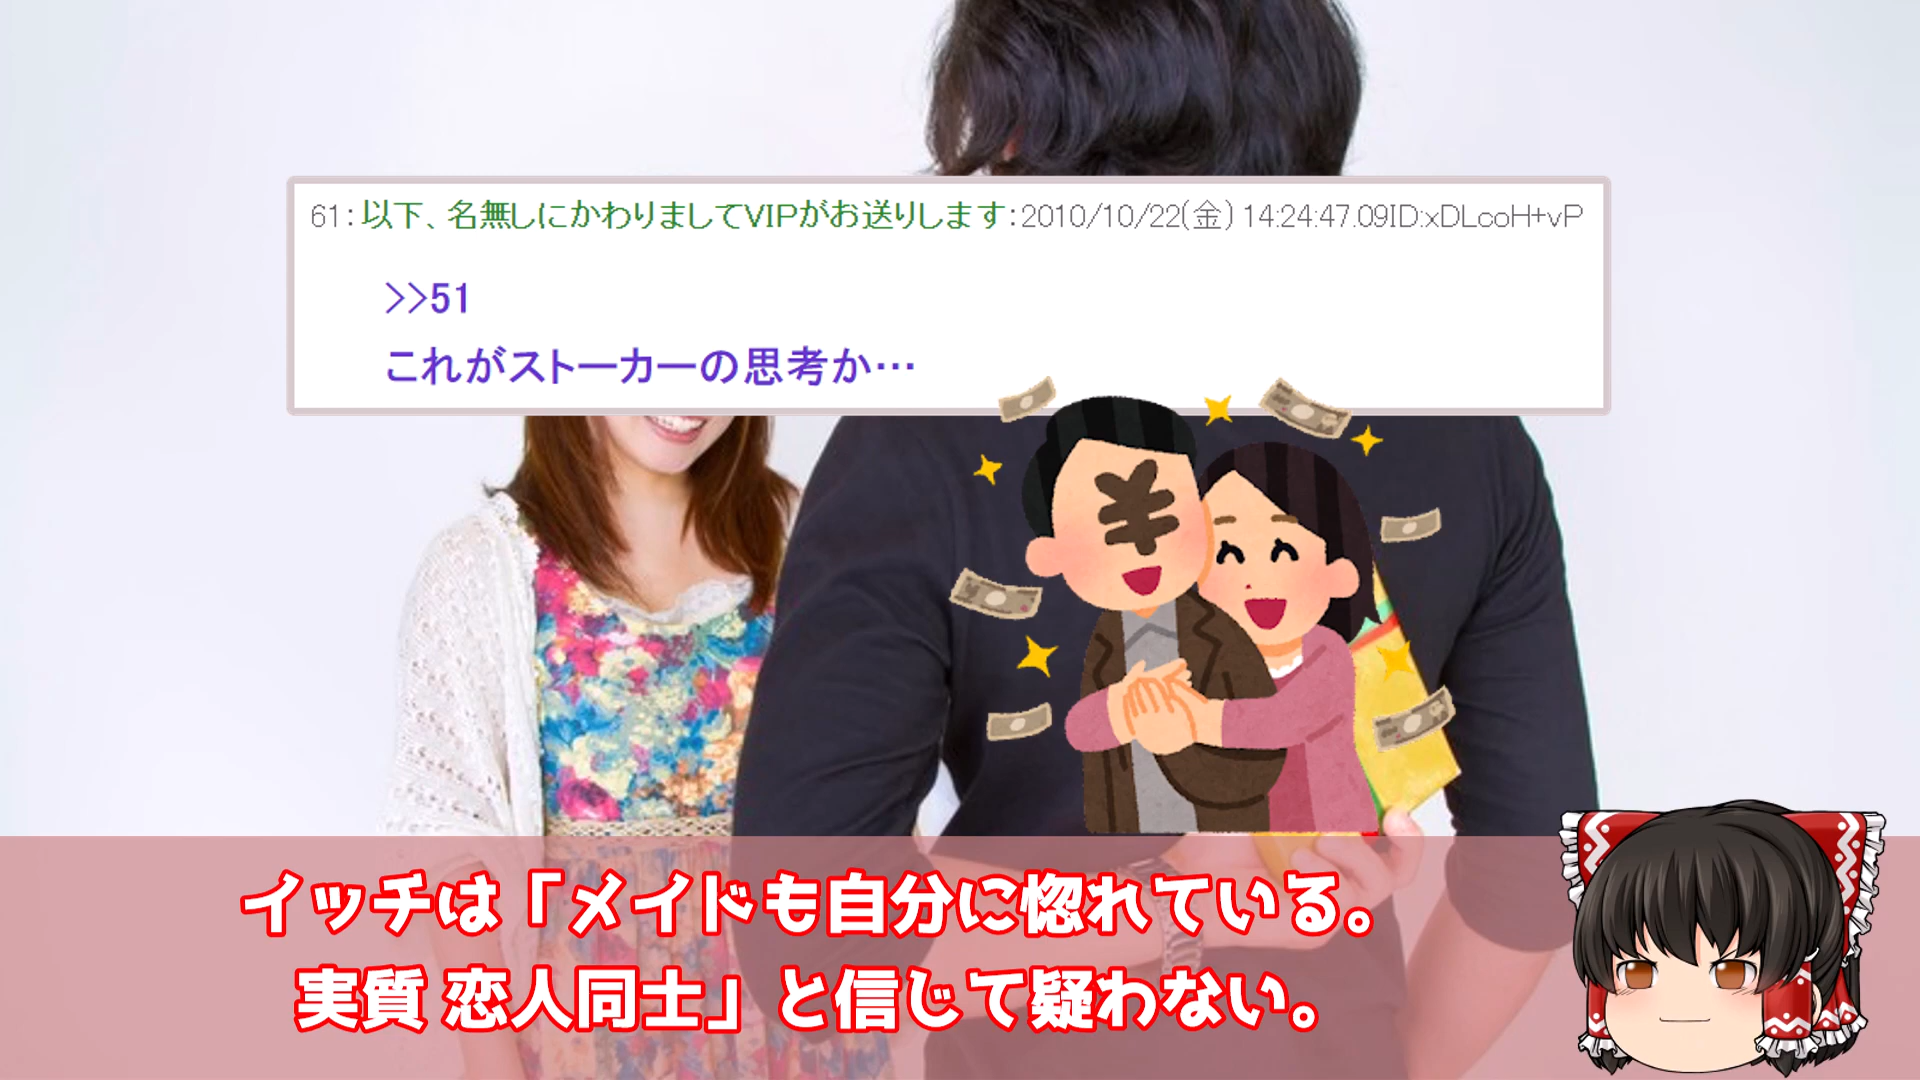 61：以下、名無しにかわりましてVIPがお送りします：2010/10/22(金) 14:24:47.09ID:xDLcoH+vP
>>51
これがストーカーの思考か…
¥
イッチは「メイドも自分に惚れている。
実質 恋人同士」と信じて疑わない。